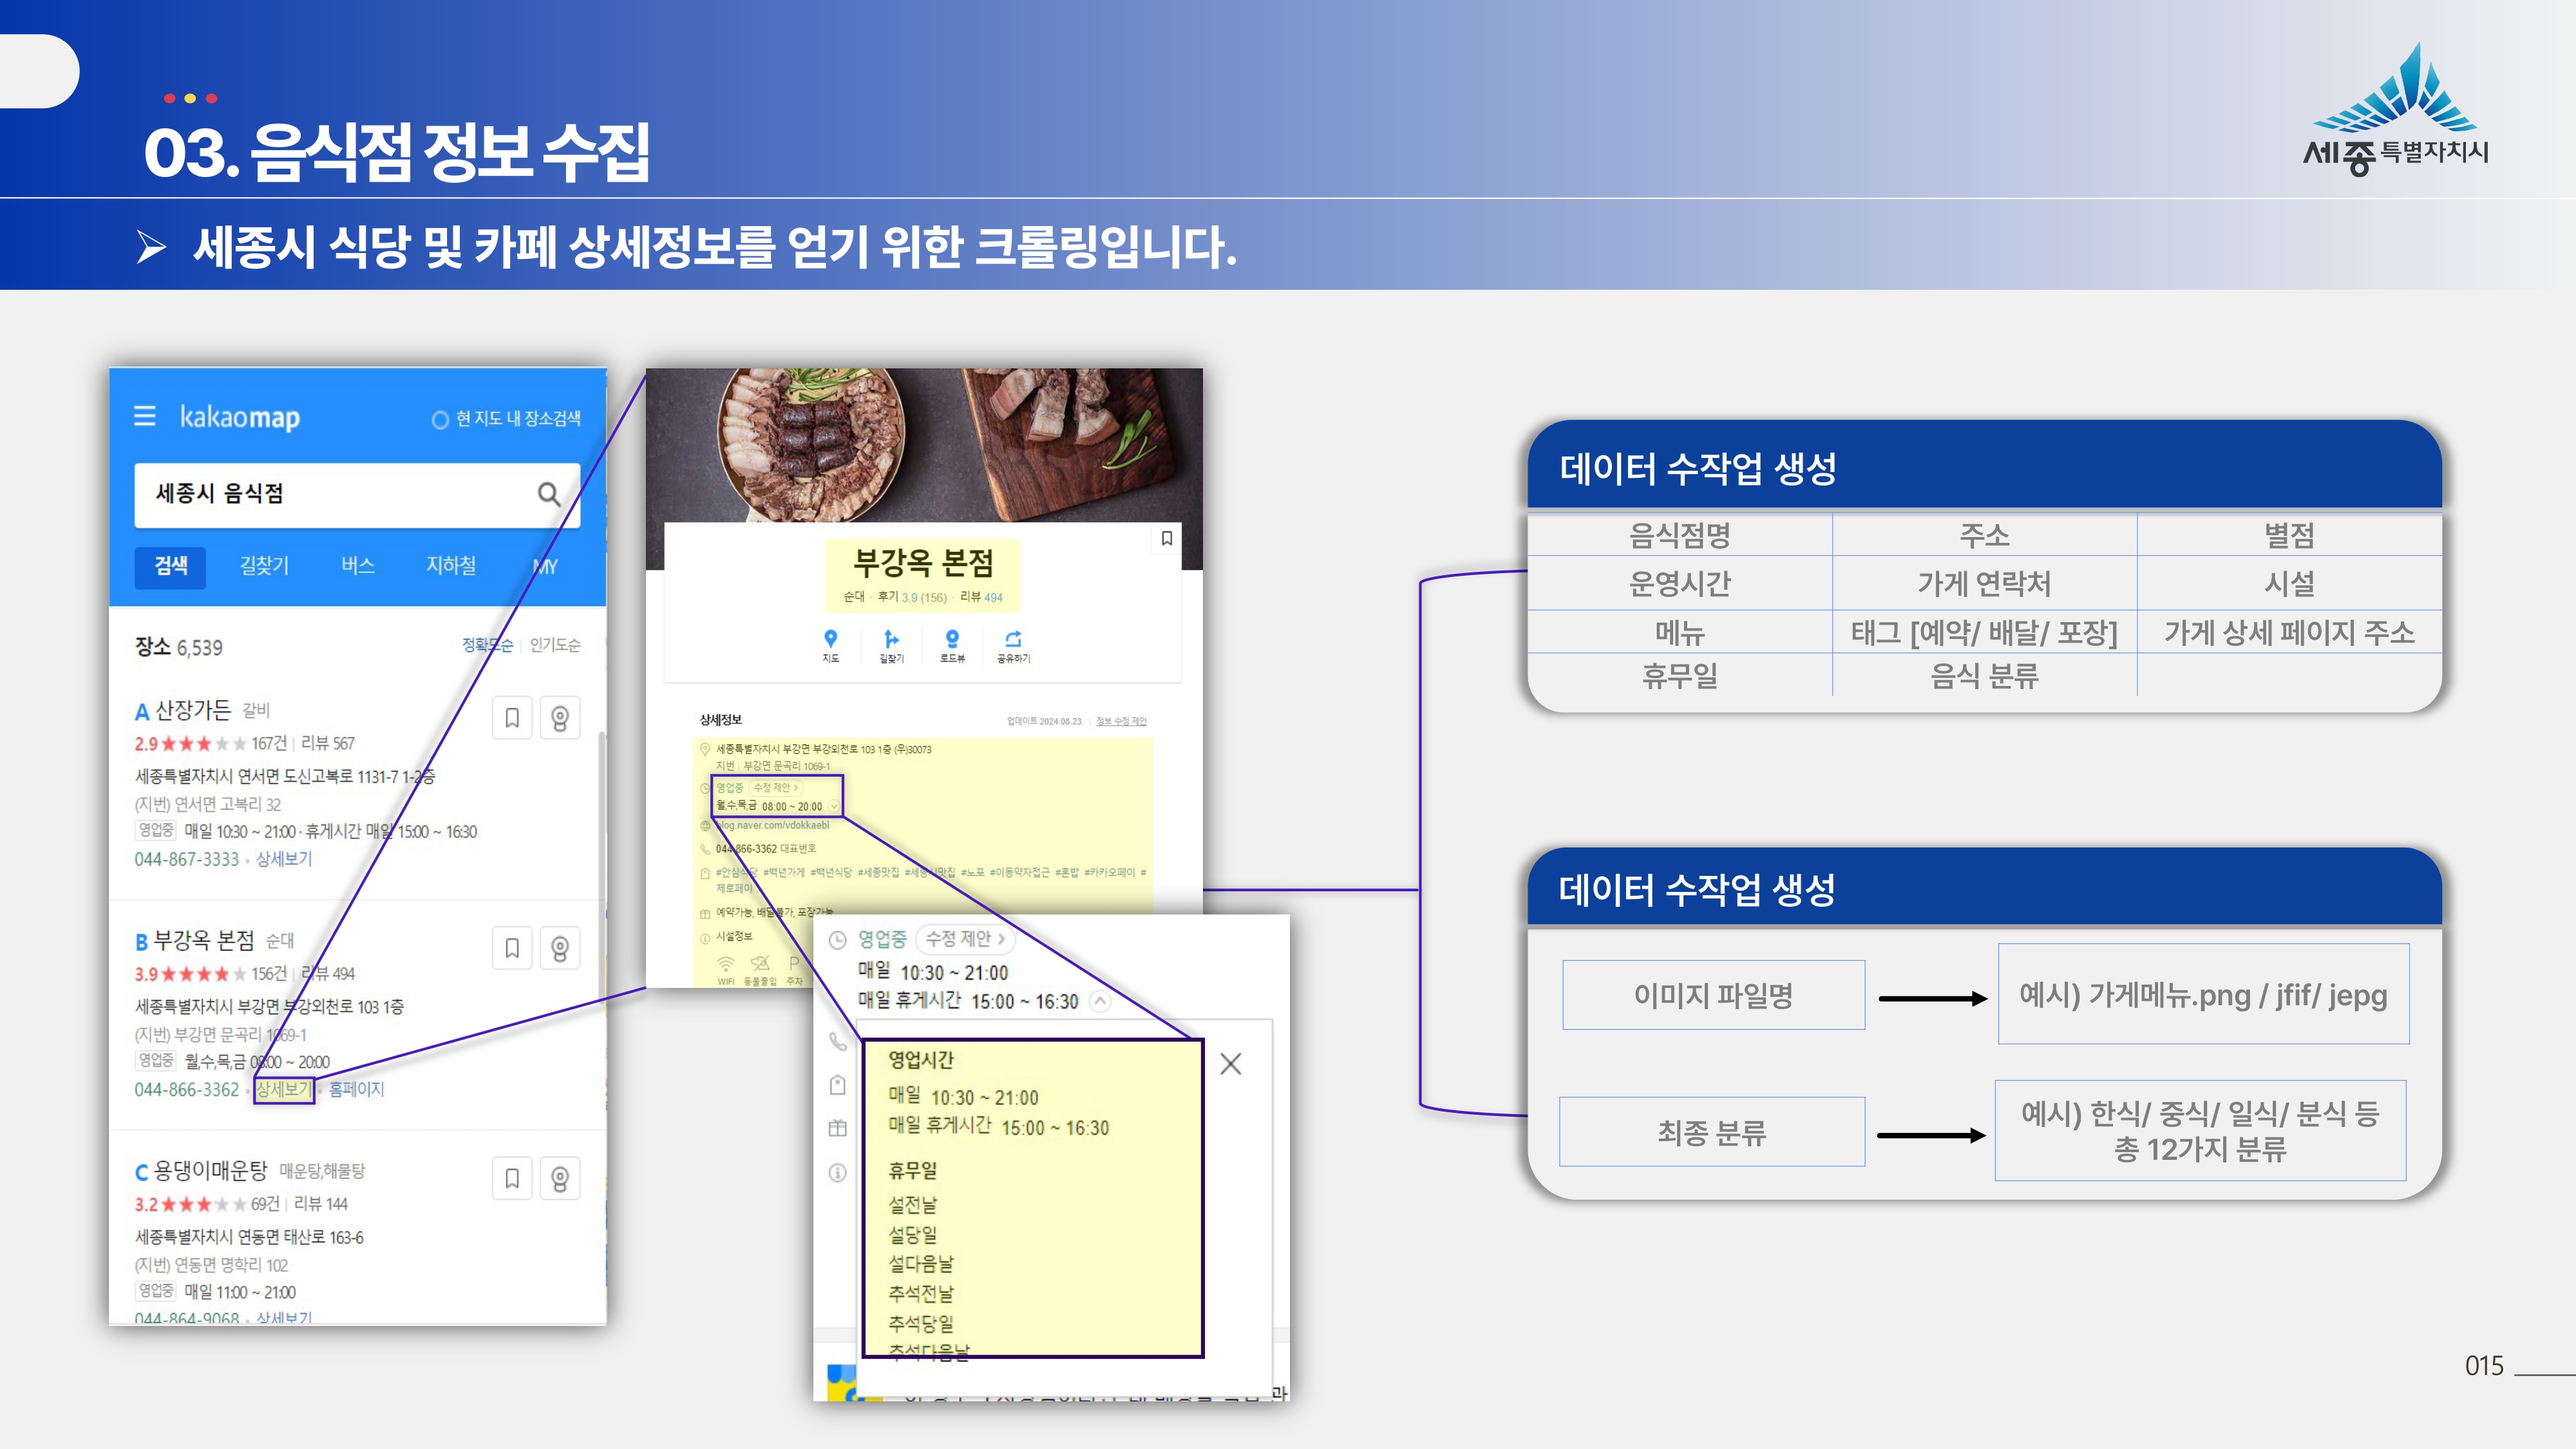 03. 음식점 정보 수집
세종특별자치시
세종시 식당 및 카페 상세정보를 얻기 위한 크롤링입니다.
kakaomap
현 지도 내 장소검색
세종시 음식점
검색 길찾기 버스 지하철 MY
장소 6,539
정확도순 | 인기도순
A 산장가든 갈비
2.9 ★★★★★ 167건 | 리뷰 567
세종특별자치시 연서면 도신고복로 1131-7 1-2층
(지번) 연서면 고복리 32
영업중 매일 10:30 ~ 21:00 · 휴게시간 매일 15:00 ~ 16:30
044-867-3333 • 상세보기
B 부강옥 본점 순대
3.9 ★★★★★ 156건 | 리뷰 494
세종특별자치시 부강면 부강외천로 103 1층
(지번) 부강면 문곡리 1069-1
영업중 월,수,목,금 08:00 ~ 20:00
044-866-3362 • 상세보기 • 홈페이지
C 용댕이매운탕 매운탕,해물탕
3.2 ★★★★★ 69건 | 리뷰 144
세종특별자치시 연동면 태산로 163-6
(지번) 연동면 명학리 102
영업중 매일 11:00 ~ 21:00
044-864-9068 • 상세보기
부강옥 본점
순대 · 후기 3.9 (156) · 리뷰 494
지도 길찾기 로드뷰 공유하기
상세정보
업데이트 2024.08.23. | 정보 수정 제안
세종특별자치시 부강면 부강외천로 103 1층 (우)30073
지번 | 부강면 문곡리 1069-1
영업중 수정 제안 >
월,수,목,금 08:00 ~ 20:00
blog.naver.com/vdokkaebi
044-866-3362 대표번호
#안심식당 #백년가게 #백년식당 #세종맛집 #세종시맛집 #노포 #이동약자접근 #혼밥 #카카오페이 #
제로페이
예약가능, 배달불가, 포장가능
시설정보
WIFI 동물출입 주차
영업중 수정 제안 >
매일 10:30 ~ 21:00
매일 휴게시간 15:00 ~ 16:30
영업시간
매일 10:30 ~ 21:00
매일 휴게시간 15:00 ~ 16:30
휴무일
설전날
설당일
설다음날
추석전날
추석당일
추석다음날
데이터 수작업 생성
음식점명 주소 별점
운영시간 가게 연락처 시설
메뉴 태그 [예약/ 배달/ 포장] 가게 상세 페이지 주소
휴무일 음식 분류
데이터 수작업 생성
이미지 파일명
예시) 가게메뉴.png / jfif/ jepg
최종 분류
예시) 한식/ 중식/ 일식/ 분식 등
총 12가지 분류
015